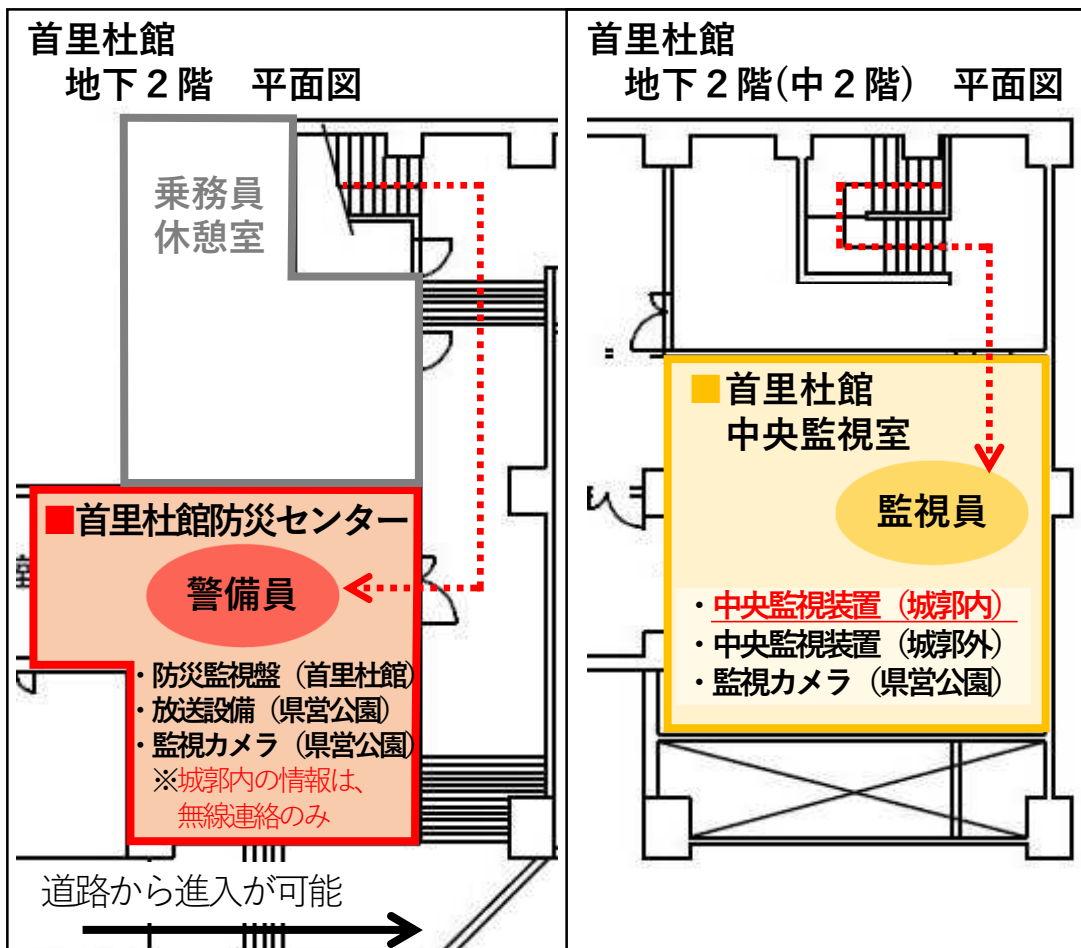 首里杜館
地下２階　平面図
乗務員
休憩室
■首里杜館防災センター
警備員
・防災監視盤（首里杜館）
・放送設備（県営公園）
・監視カメラ（県営公園）
※城郭内の情報は、
無線連絡のみ
道路から進入が可能
首里杜館
地下２階(中２階)　平面図
■首里杜館
中央監視室
監視員
・中央監視装置（城郭内）
・中央監視装置（城郭外）
・監視カメラ（県営公園）